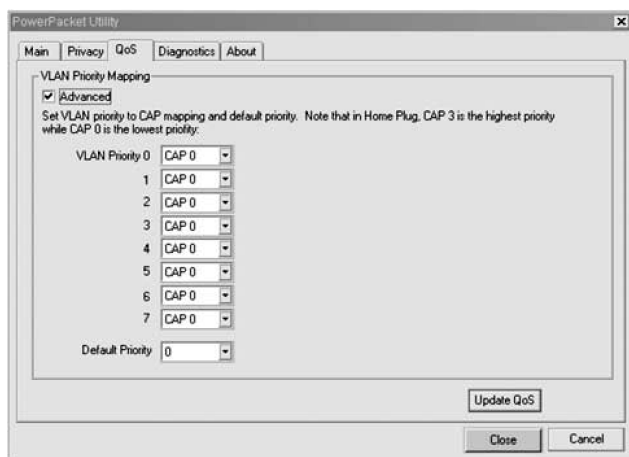 PowerPacket Utility
Main Privacy QoS Diagnostics About
VLAN Priority Mapping
Advanced
Set VLAN priority to CAP mapping and default priority. Note that in Home Plug, CAP 3 is the highest priority
while CAP 0 is the lowest priority:
VLAN Priority 0 CAP 0
1 CAP 0
2 CAP 0
3 CAP 0
4 CAP 0
5 CAP 0
6 CAP 0
7 CAP 0
Default Priority 0
Update QoS
Close Cancel